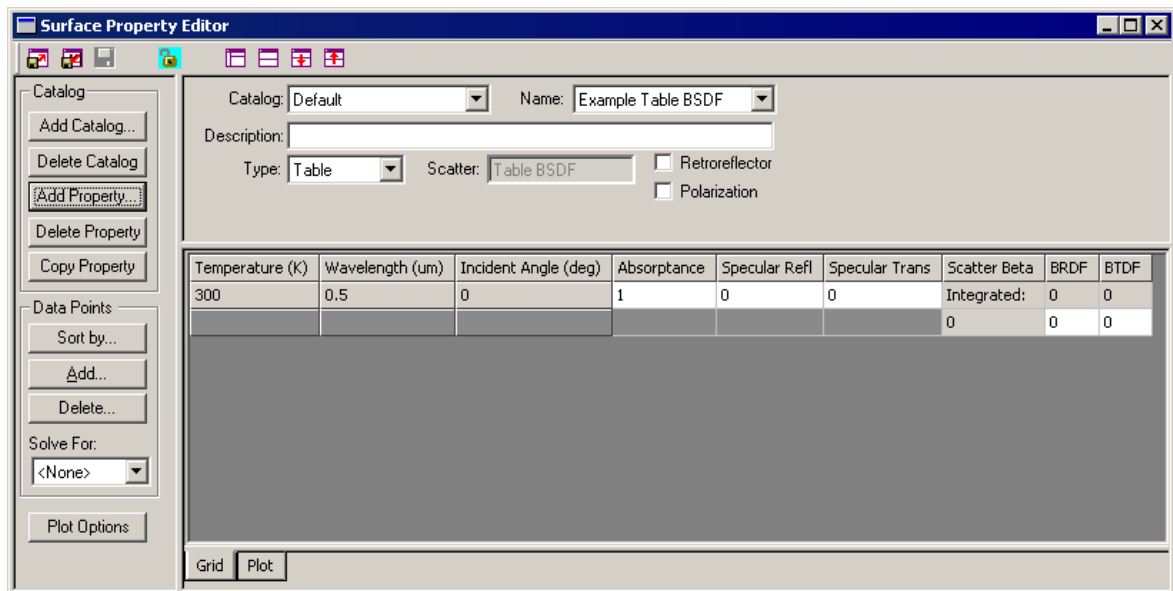 Surface Property Editor
Catalog
Add Catalog...
Delete Catalog
Add Property...
Delete Property
Copy Property
Data Points
Sort by...
Add...
Delete...
Solve For:
<None>
Plot Options
Catalog: Default Name: Example Table BSDF
Description:
Type: Table Scatter: Table BSDF Retroreflector
Polarization
Temperature (K) Wavelength (um) Incident Angle (deg) Absorptance Specular Refl Specular Trans Scatter Beta BRDF BTDF
300 0.5 0 1 0 0 Integrated: 0 0
0 0 0
Grid Plot